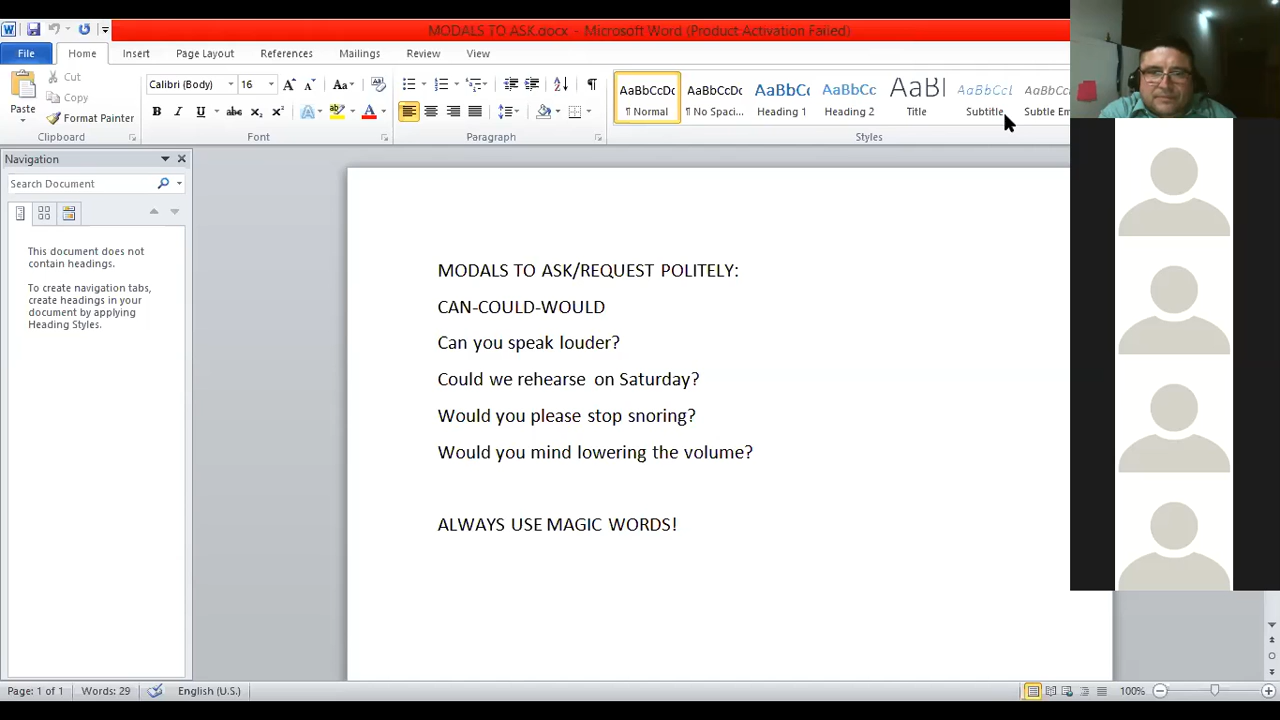 MODALS TO ASK.docx - Microsoft Word (Product Activation Failed)
File Home Insert Page Layout References Mailings Review View
Paste
Cut
Copy
Format Painter
Clipboard
Calibri (Body) 16
Font
Paragraph
AaBbCcDc AaBbCcDc AaBbCc AaBbCc AaBl AaBbCcl AaBbCc
¶ Normal ¶ No Spaci... Heading 1 Heading 2 Title Subtitle Subtle Em
Styles
Navigation
Search Document
This document does not
contain headings.
To create navigation tabs,
create headings in your
document by applying
Heading Styles.
MODALS TO ASK/REQUEST POLITELY:
CAN-COULD-WOULD
Can you speak louder?
Could we rehearse on Saturday?
Would you please stop snoring?
Would you mind lowering the volume?
ALWAYS USE MAGIC WORDS!
Page: 1 of 1 Words: 29 English (U.S.) 100%